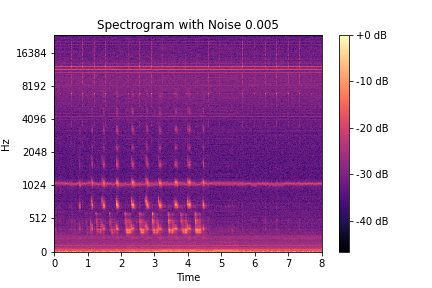 Spectrogram with Noise 0.005
Hz
16384
8192
4096
2048
1024
512
0
0 1 2 3 4 5 6 7 8
Time
+0 dB
-10 dB
-20 dB
-30 dB
-40 dB